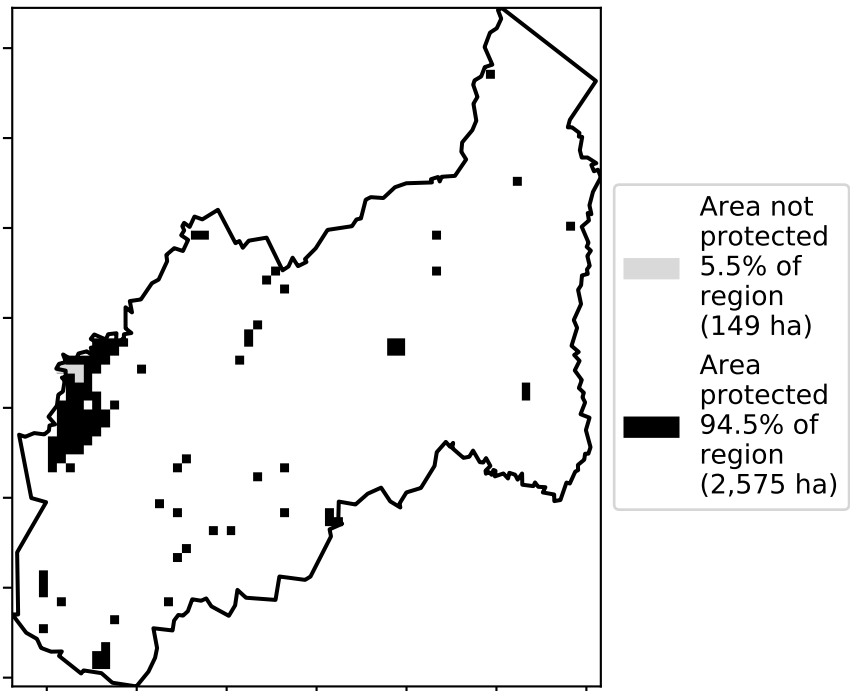 Area not
protected
5.5% of
region
(149 ha)
Area
protected
94.5% of
region
(2,575 ha)